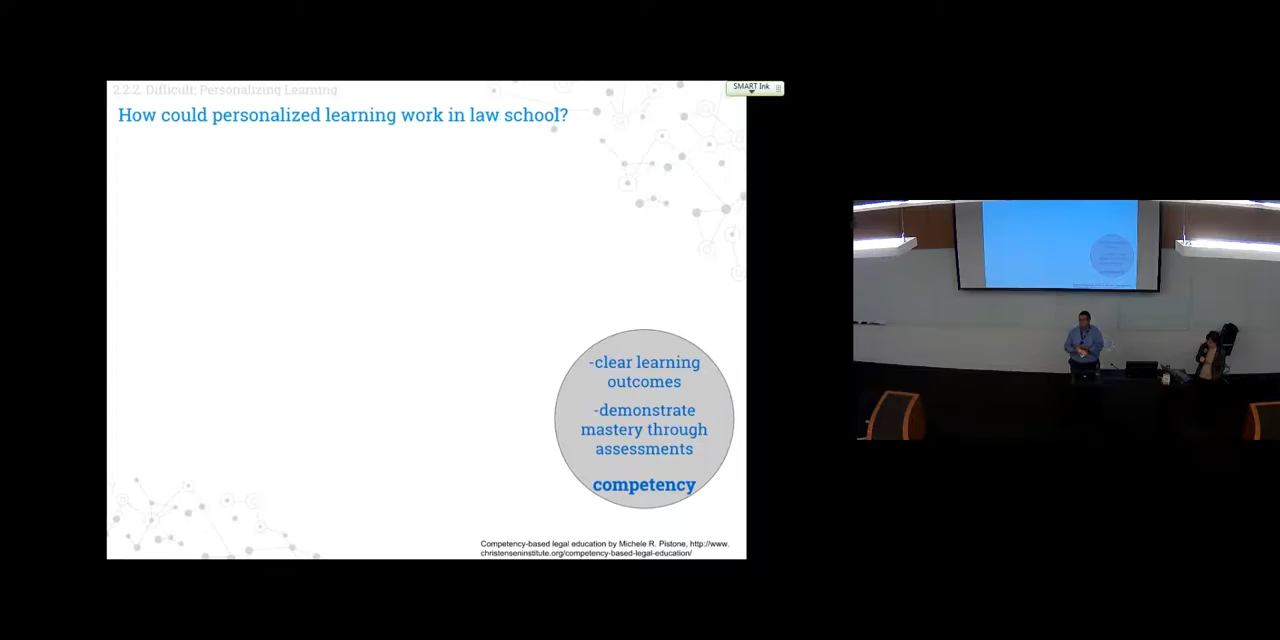 2.2.2. Difficult: Personalizing Learning
SMART Ink
How could personalized learning work in law school?
-clear learning
outcomes
-demonstrate
mastery through
assessments
competency
Competency-based legal education by Michele R. Pistone, http://www.
christenseninstitute.org/competency-based-legal-education/